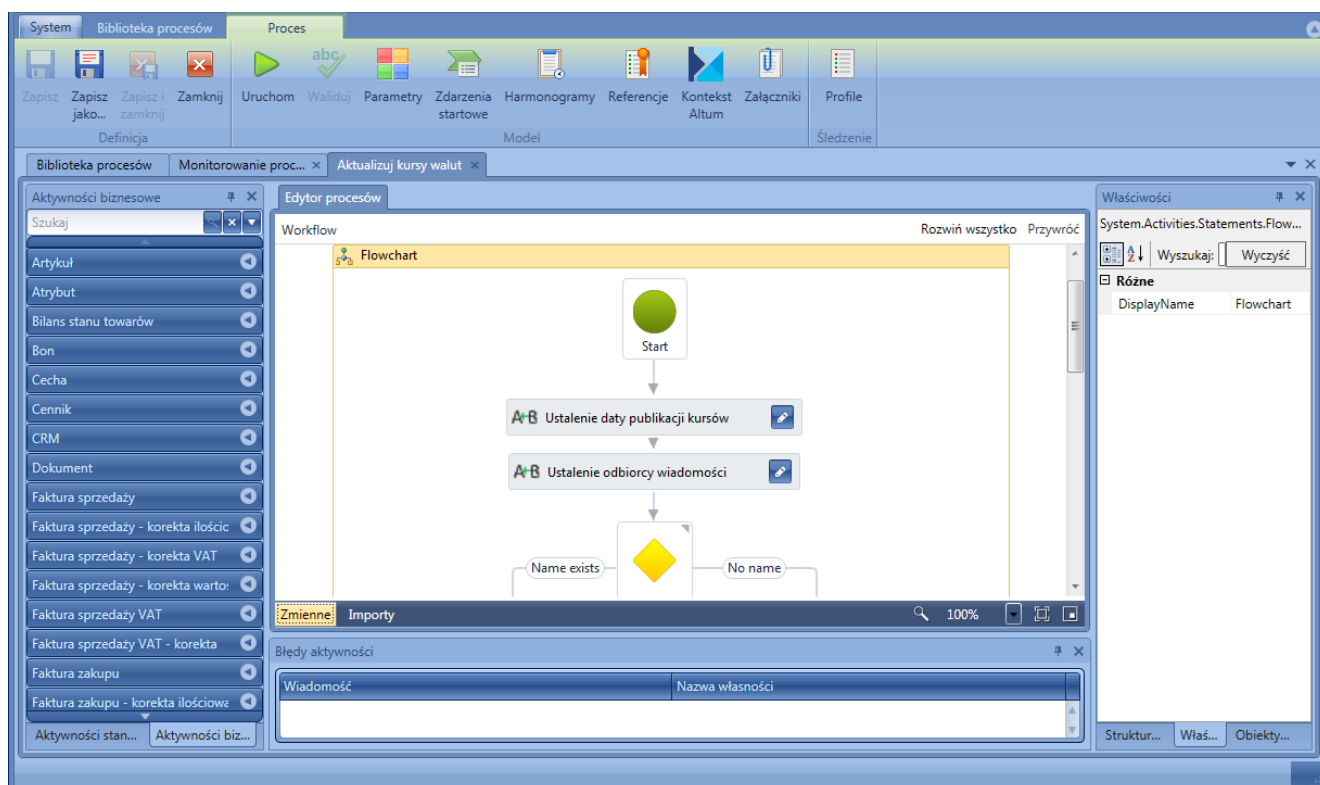 System Biblioteka procesów Proces
Zapisz Zapisz jako... Zapisz i zamknij Zamknij Uruchom abc Waliduj Parametry Zdarzenia startowe Harmonogramy Referencje Kontekst Altum Załączniki Profile
Definicja Model Śledzenie
Biblioteka procesów Monitorowanie proc... Aktualizuj kursy walut
Aktywności biznesowe
Szukaj
Artykuł
Atrybut
Bilans stanu towarów
Bon
Cecha
Cennik
CRM
Dokument
Faktura sprzedaży
Faktura sprzedaży - korekta ilości
Faktura sprzedaży - korekta VAT
Faktura sprzedaży - korekta warto
Faktura sprzedaży VAT
Faktura sprzedaży VAT - korekta
Faktura zakupu
Faktura zakupu - korekta ilościowa
Aktywności stan... Aktywności biz...
Edytor procesów
Workflow Rozwiń wszystko Przywróć
Flowchart
Start
A+B Ustalenie daty publikacji kursów
A+B Ustalenie odbiorcy wiadomości
Name exists No name
Zmienne Importy 100%
Błędy aktywności
Wiadomość Nazwa własności
Właściwości
System.Activities.Statements.Flow...
Wyszukaj: Wyczyść
Różne
DisplayName Flowchart
Struktur... Właś... Obiekty...